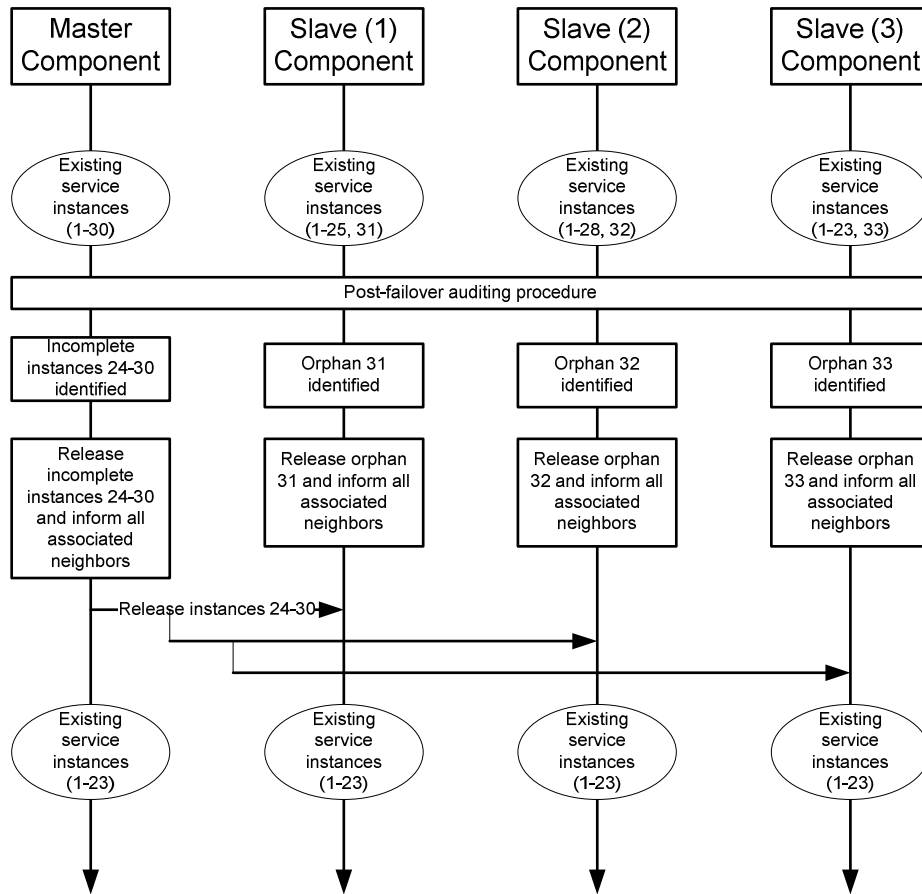 Master
Component
Slave (1)
Component
Slave (2)
Component
Slave (3)
Component
Existing
service
instances
(1-30)
Existing
service
instances
(1-25, 31)
Existing
service
instances
(1-28, 32)
Existing
service
instances
(1-23, 33)
Post-failover auditing procedure
Incomplete
instances 24-30
identified
Orphan 31
identified
Orphan 32
identified
Orphan 33
identified
Release
incomplete
instances 24-30
and inform all
associated
neighbors
Release orphan
31 and inform all
associated
neighbors
Release orphan
32 and inform all
associated
neighbors
Release orphan
33 and inform all
associated
neighbors
Release instances 24-30
Existing
service
instances
(1-23)
Existing
service
instances
(1-23)
Existing
service
instances
(1-23)
Existing
service
instances
(1-23)